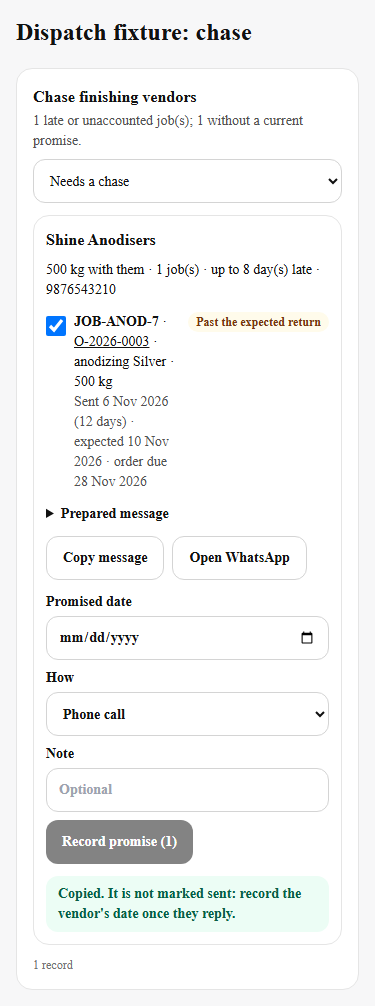 Dispatch fixture: chase
Chase finishing vendors
1 late or unaccounted job(s); 1 without a current
promise.
Needs a chase
Shine Anodisers
500 kg with them · 1 job(s) · up to 8 day(s) late ·
9876543210
JOB-ANOD-7 ·
O-2026-0003 ·
anodizing Silver ·
500 kg
Past the expected return
Sent 6 Nov 2026
(12 days) ·
expected 10 Nov
2026 · order due
28 Nov 2026
Prepared message
Copy message
Open WhatsApp
Promised date
mm/dd/yyyy
How
Phone call
Note
Optional
Record promise (1)
Copied. It is not marked sent: record the
vendor's date once they reply.
1 record